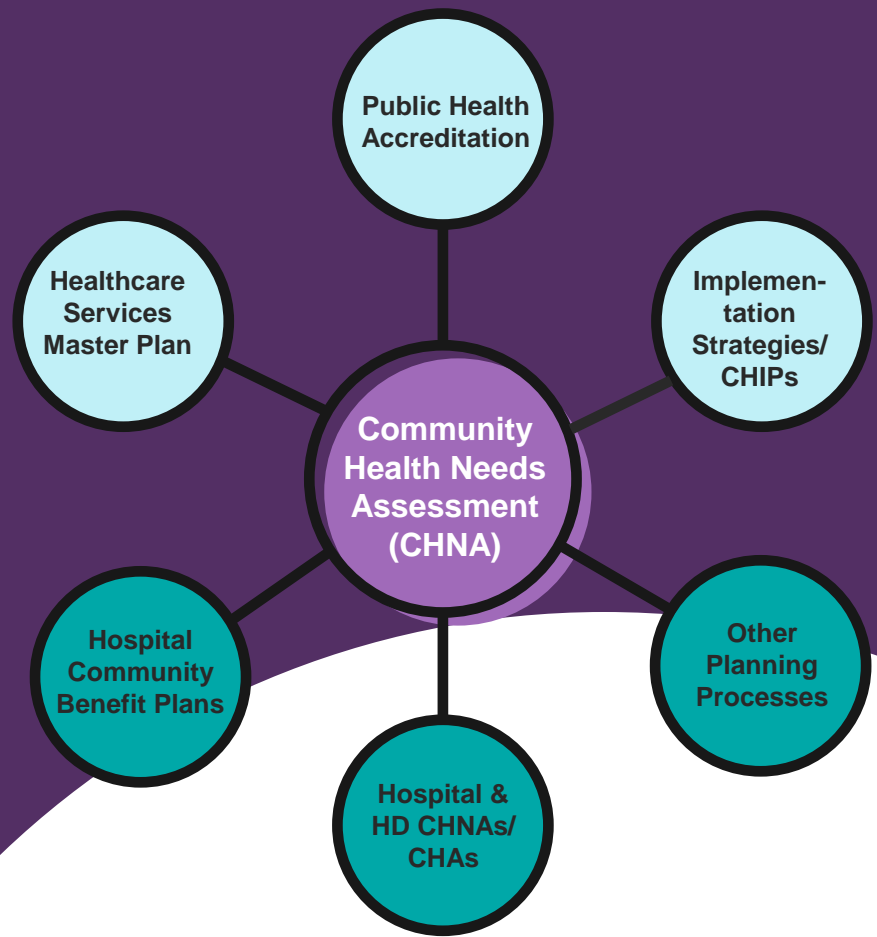 Public Health
Accreditation
Healthcare
Services
Master Plan
Implemen-
tation
Strategies/
CHIPs
Community
Health Needs
Assessment
(CHNA)
Hospital
Community
Benefit Plans
Other
Planning
Processes
Hospital &
HD CHNAs/
CHAs